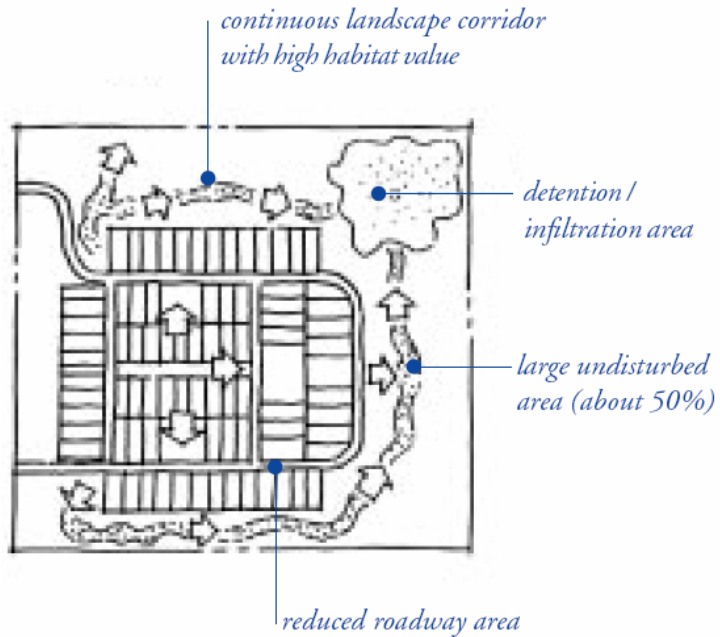 continuous landscape corridor
with high habitat value
detention /
infiltration area
large undisturbed
area (about 50%)
reduced roadway area